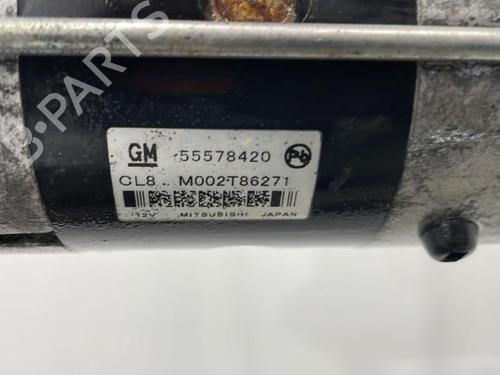 B-PARTS
GM 55578420 Pb
CL8 M002T86271
12V MITSUBISHI JAPAN